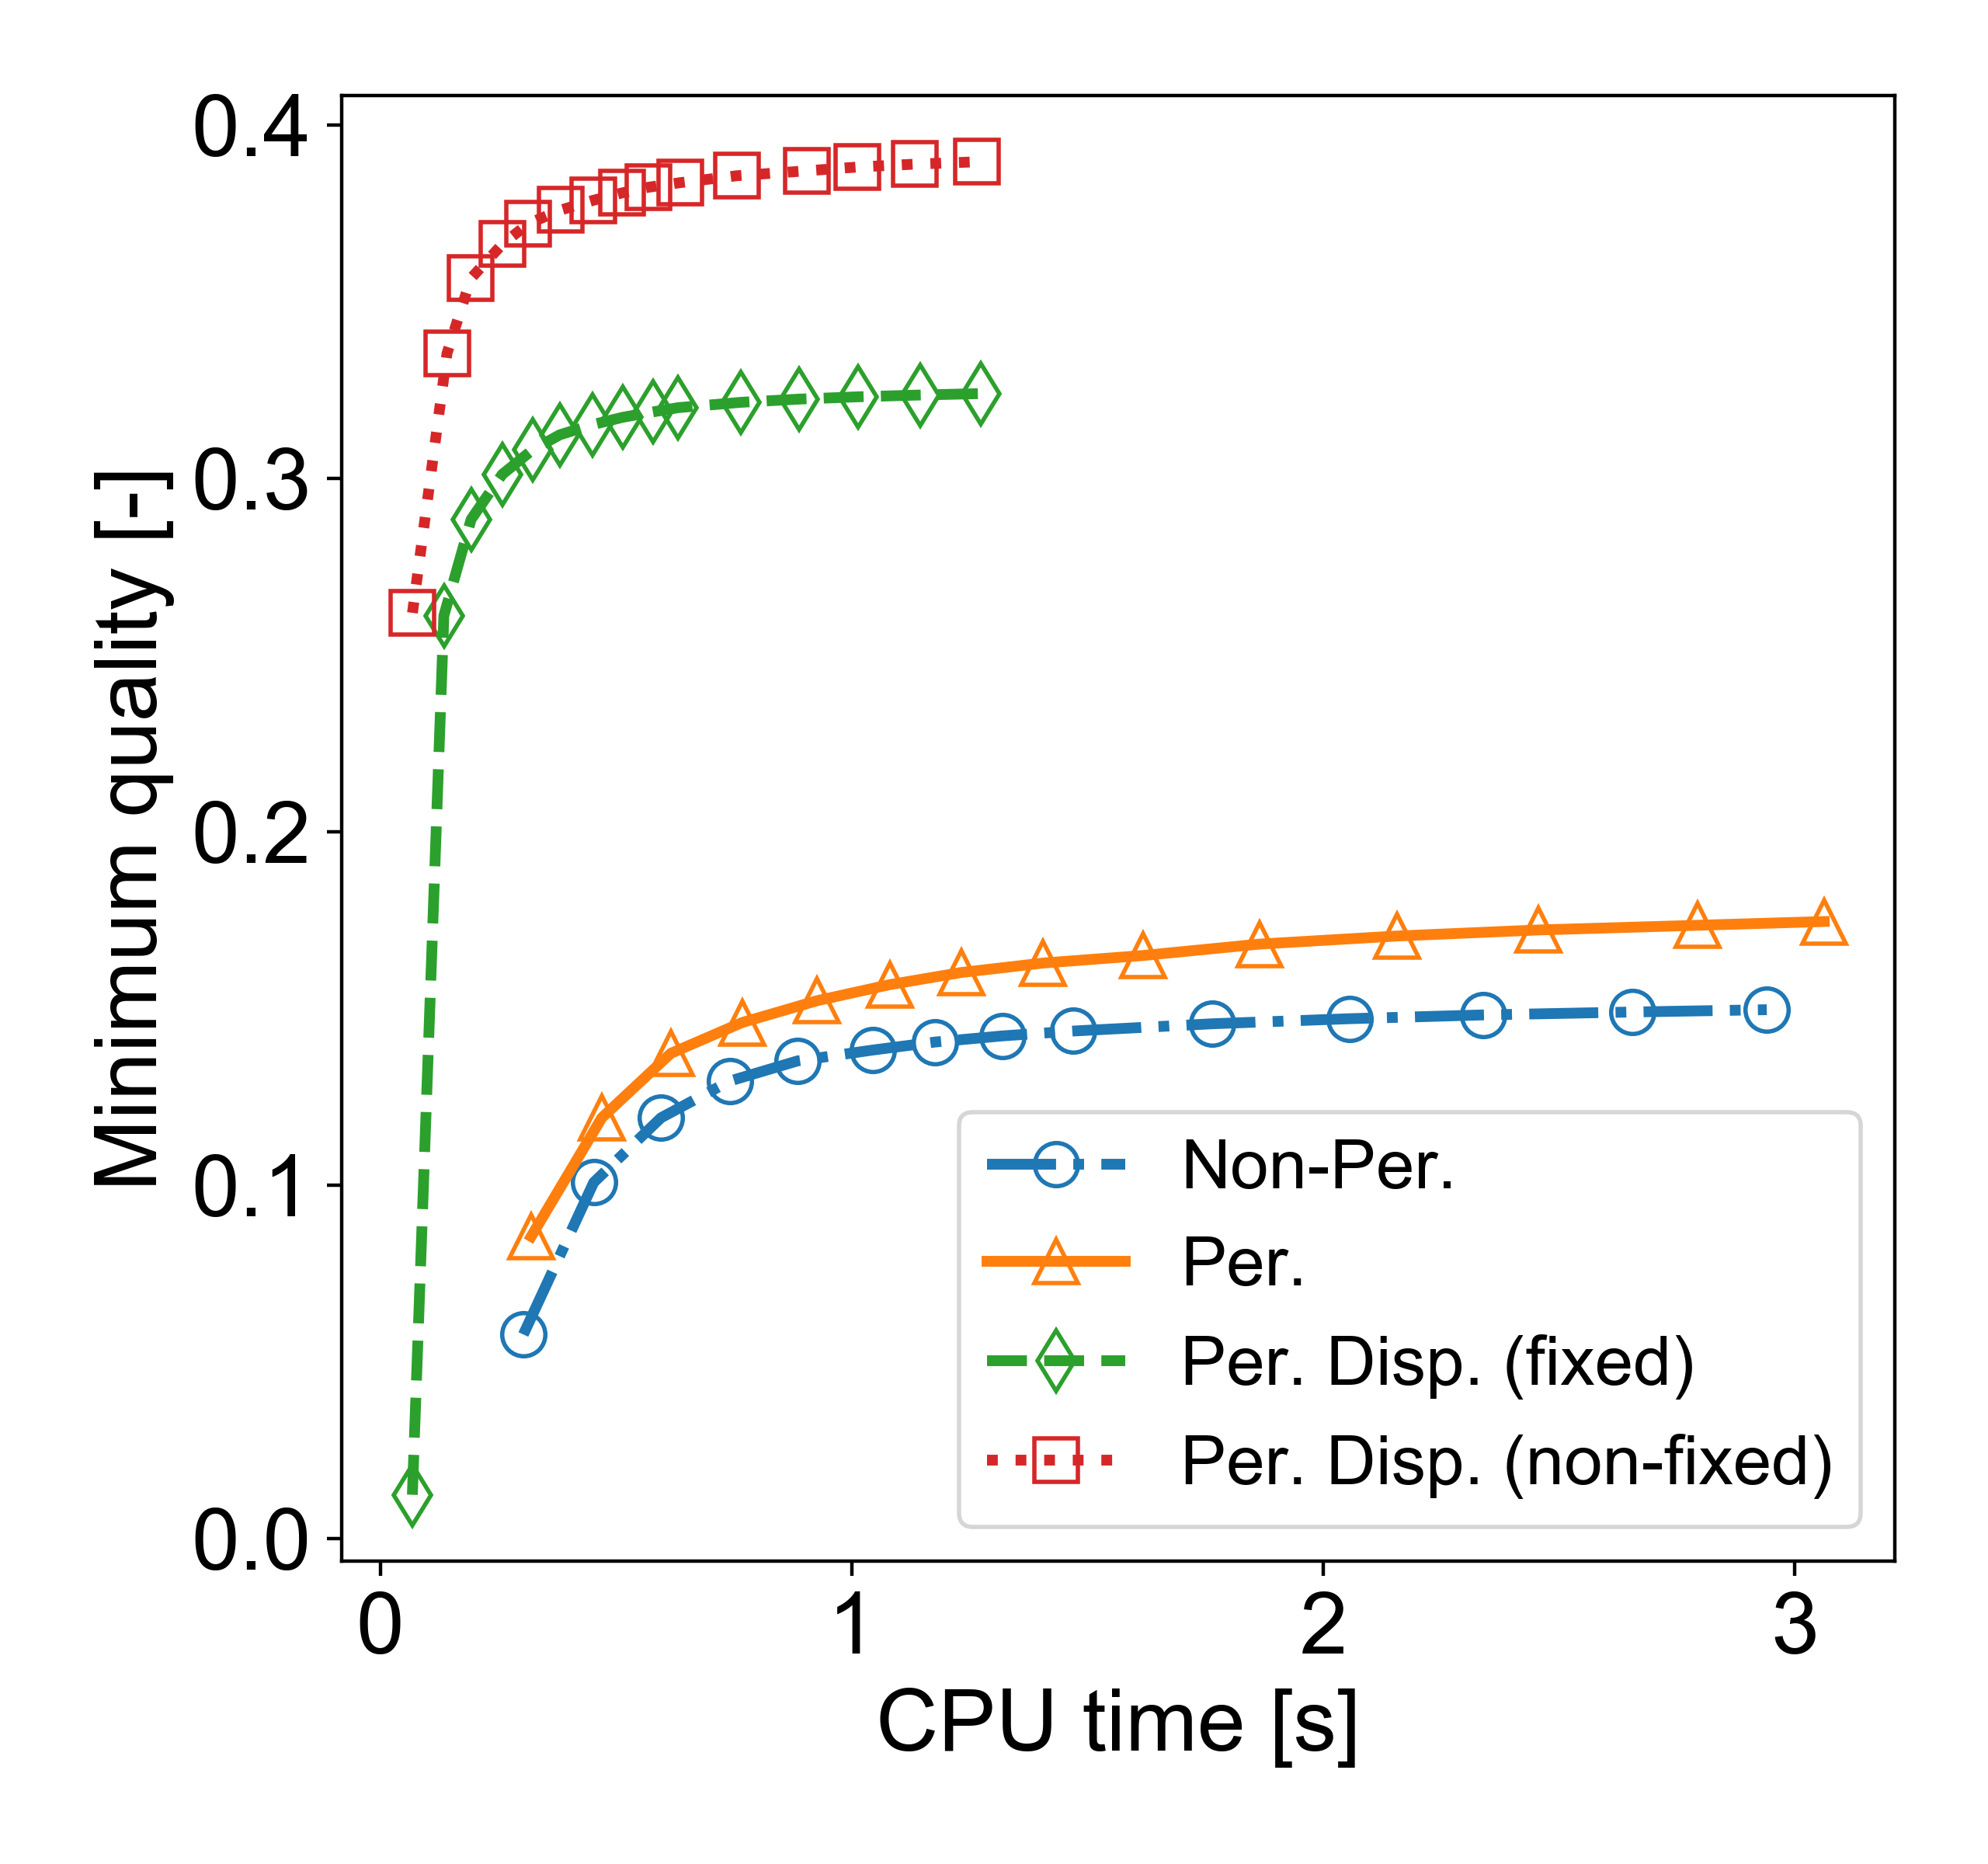 0.4
0.3
0.2
0.1
0.0
Minimum quality [-]
Non-Per.
Per.
Per. Disp. (fixed)
Per. Disp. (non-fixed)
0 1 2 3
CPU time [s]